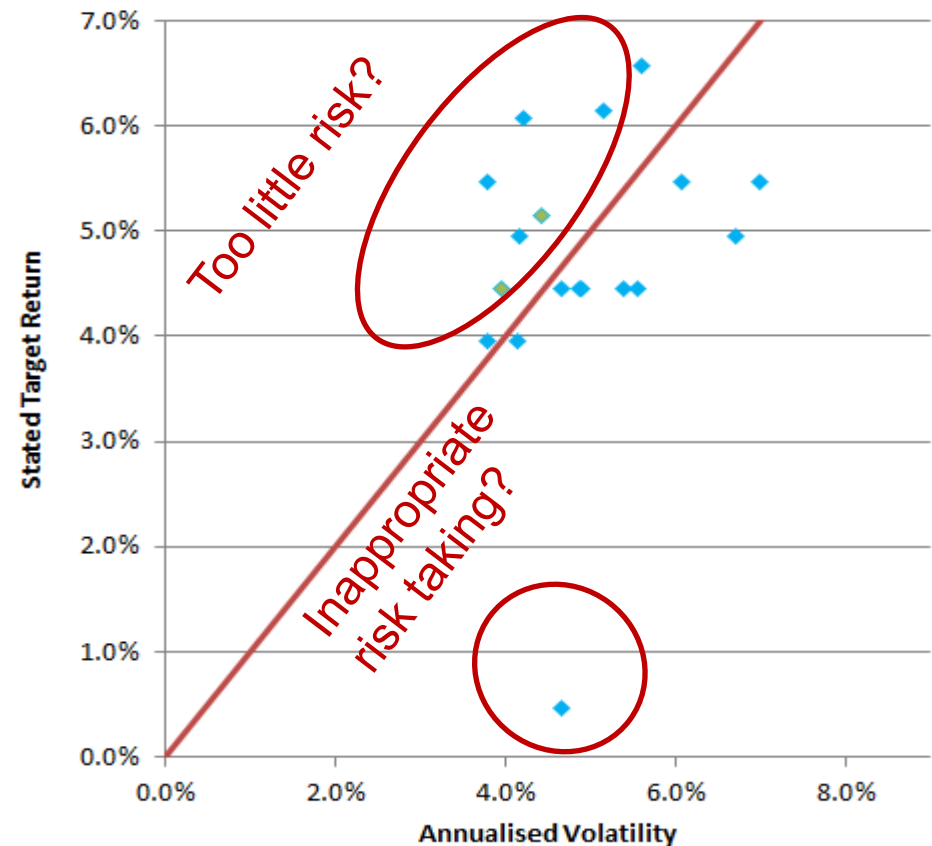 7.0%
6.0%
5.0%
4.0%
3.0%
2.0%
1.0%
0.0%
Stated Target Return
Too little risk?
Inappropriate
risk taking?
0.0%
2.0%
4.0%
6.0%
8.0%
Annualised Volatility